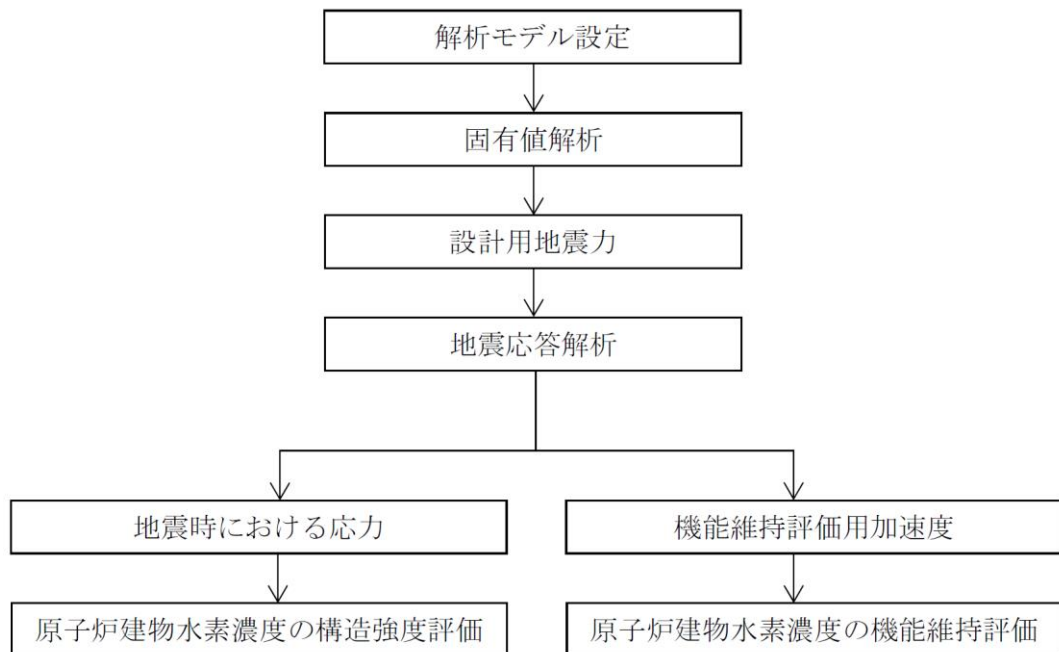 解析モデル設定
固有値解析
設計用地震力
地震応答解析
地震時における応力
機能維持評価用加速度
原子炉建物水素濃度の構造強度評価
原子炉建物水素濃度の機能維持評価